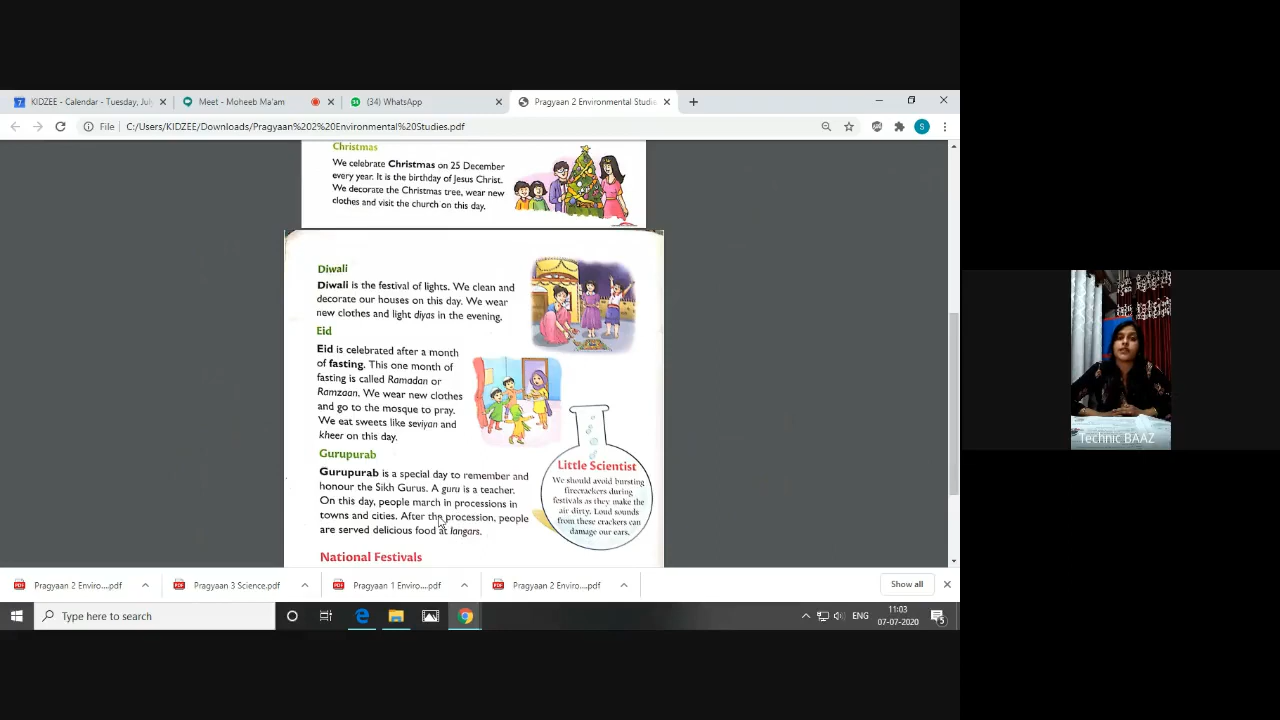 KIDZEE - Calendar - Tuesday, Jul
Meet - Moheeb Ma'am
(34) WhatsApp
Pragyaan 2 Environmental Studie
File
C:/Users/KIDZEE/Downloads/Pragyaan%202%20Environmental%20Studies.pdf
S
Christmas
We celebrate Christmas on 25 December
every year. It is the birthday of Jesus Christ.
We decorate the Christmas tree, wear new
clothes and visit the church on this day.
Diwali
Diwali is the festival of lights. We clean and
decorate our houses on this day. We wear
new clothes and light diyas in the evening.
Eid
Eid is celebrated after a month
of fasting. This one month of
fasting is called Ramadan or
Ramzaan. We wear new clothes
and go to the mosque to pray.
We eat sweets like seviyan and
kheer on this day.
Gurupurab
Gurupurab is a special day to remember and
honour the Sikh Gurus. A guru is a teacher.
On this day, people march in processions in
towns and cities. After the procession, people
are served delicious food at langars.
Little Scientist
We should avoid bursting
firecrackers during
festivals as they make the
air dirty. Loud sounds
from these crackers can
damage our ears.
National Festivals
Technic BAAZ
Pragyaan 2 Enviro....pdf
Pragyaan 3 Science.pdf
Pragyaan 1 Enviro....pdf
Pragyaan 2 Enviro....pdf
Show all
Type here to search
ENG
11:03
07-07-2020
5